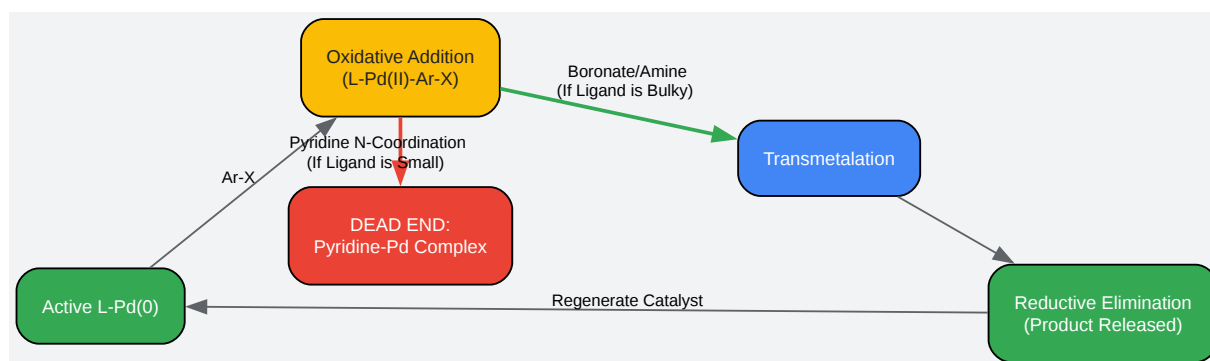 Oxidative Addition
(L-Pd(II)-Ar-X)
Boronate/Amine
(If Ligand is Bulky)
Pyridine N-Coordination
(If Ligand is Small)
Ar-X
Transmetalation
DEAD END:
Pyridine-Pd Complex
Active L-Pd(0)
Regenerate Catalyst
Reductive Elimination
(Product Released)